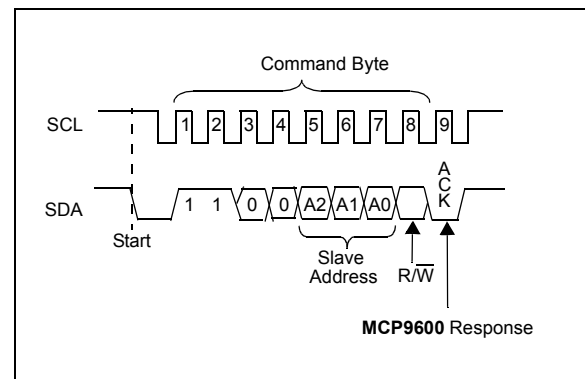 Command Byte
SCL 1 2 3 4 5 6 7 8 9
SDA 1 1 0 0 A2 A1 A0 ACK
Start
Slave
Address
R/W̅
MCP9600 Response